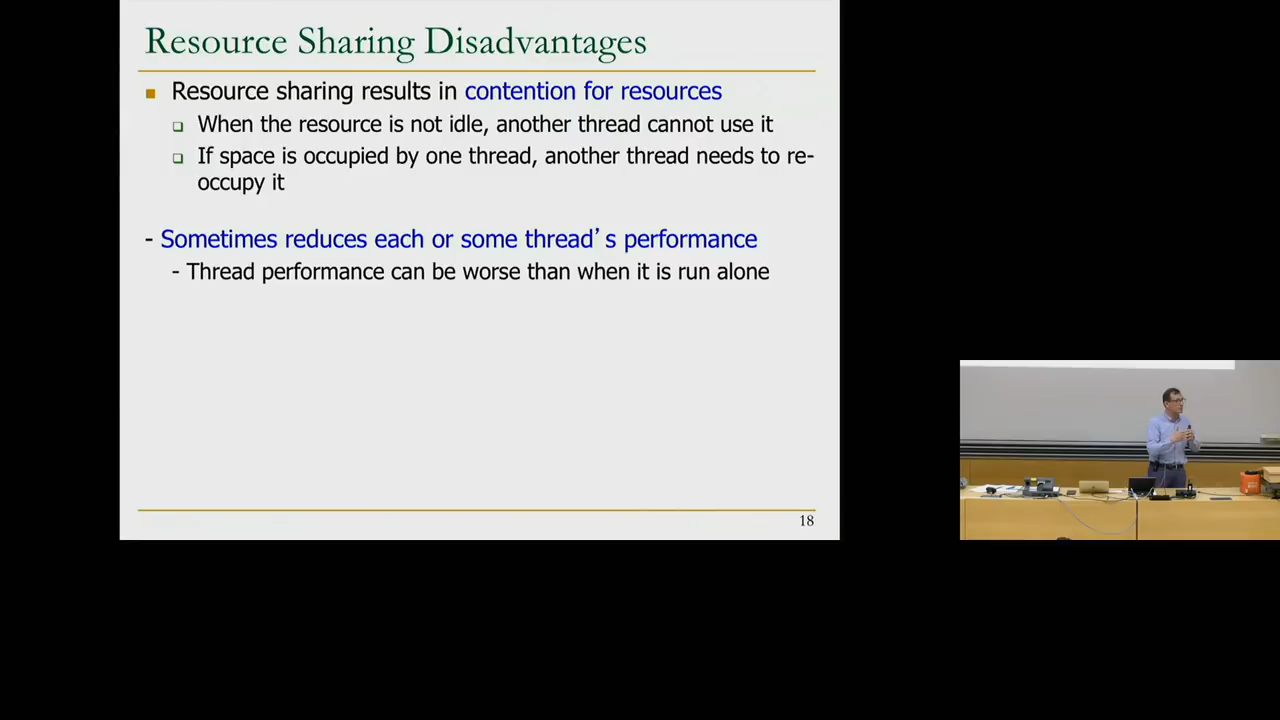 Resource Sharing Disadvantages
Resource sharing results in contention for resources
When the resource is not idle, another thread cannot use it
If space is occupied by one thread, another thread needs to re-
occupy it
- Sometimes reduces each or some thread's performance
- Thread performance can be worse than when it is run alone
18